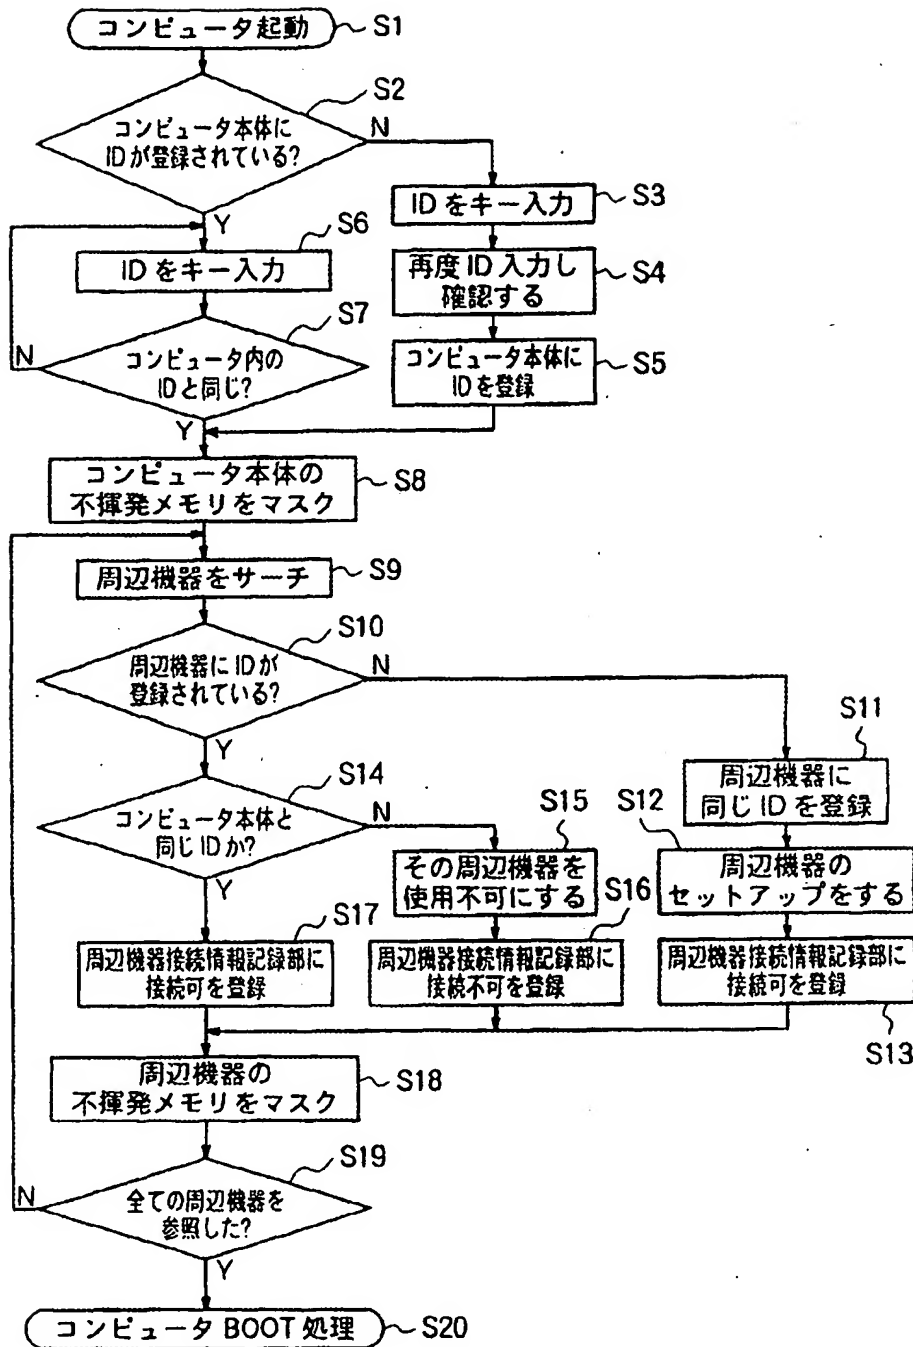 コンピュータ起動
S1
S2
コンピュータ本体に
IDが登録されている?
N
Y
S3
IDをキー入力
S4
再度ID入力し
確認する
S5
コンピュータ本体に
IDを登録
S6
IDをキー入力
S7
コンピュータ内の
IDと同じ?
N
Y
S8
コンピュータ本体の
不揮発メモリをマスク
S9
周辺機器をサーチ
S10
周辺機器にIDが
登録されている?
N
Y
S11
周辺機器に
同じIDを登録
S12
周辺機器の
セットアップをする
周辺機器接続情報記録部に
接続可を登録
S13
S14
コンピュータ本体と
同じIDか?
N
Y
S15
その周辺機器を
使用不可にする
S16
周辺機器接続情報記録部に
接続不可を登録
S17
周辺機器接続情報記録部に
接続可を登録
S18
周辺機器の
不揮発メモリをマスク
S19
全ての周辺機器を
参照した?
N
Y
コンピュータBOOT処理
S20